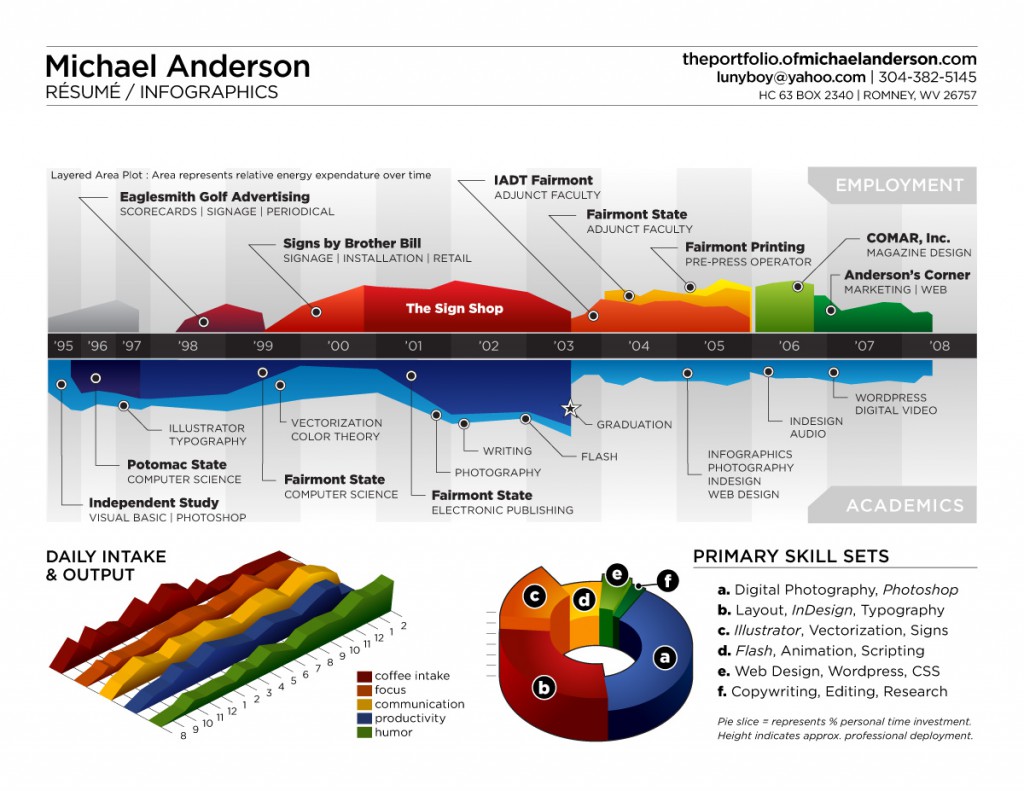 Michael Anderson
RÉSUMÉ / INFOGRAPHICS
theportfolio.ofmichaelanderson.com
lunyboy@yahoo.com | 304-382-5145
HC 63 BOX 2340 | ROMNEY, WV 26757
Layered Area Plot : Area represents relative energy expenditure over time
EMPLOYMENT
Eaglesmith Golf Advertising
SCORECARDS | SIGNAGE | PERIODICAL
Signs by Brother Bill
SIGNAGE | INSTALLATION | RETAIL
IADT Fairmont
ADJUNCT FACULTY
Fairmont State
ADJUNCT FACULTY
Fairmont Printing
PRE-PRESS OPERATOR
COMAR, Inc.
MAGAZINE DESIGN
Anderson's Corner
MARKETING | WEB
The Sign Shop
'95 '96 '97 '98 '99 '00 '01 '02 '03 '04 '05 '06 '07 '08
ILLUSTRATOR
TYPOGRAPHY
Potomac State
COMPUTER SCIENCE
Independent Study
VISUAL BASIC | PHOTOSHOP
VECTORIZATION
COLOR THEORY
Fairmont State
COMPUTER SCIENCE
WRITING
PHOTOGRAPHY
Fairmont State
ELECTRONIC PUBLISHING
FLASH
GRADUATION
INFOGRAPHICS
PHOTOGRAPHY
INDESIGN
WEB DESIGN
INDESIGN
AUDIO
WORDPRESS
DIGITAL VIDEO
ACADEMICS
DAILY INTAKE
& OUTPUT
8 9 10 11 12 1 2 3 4 5 6 7 8 9 10 11 12 1 2
coffee intake
focus
communication
productivity
humor
a
b
c
d
e
f
PRIMARY SKILL SETS
a. Digital Photography, Photoshop
b. Layout, InDesign, Typography
c. Illustrator, Vectorization, Signs
d. Flash, Animation, Scripting
e. Web Design, Wordpress, CSS
f. Copywriting, Editing, Research
Pie slice = represents % personal time investment.
Height indicates approx. professional deployment.